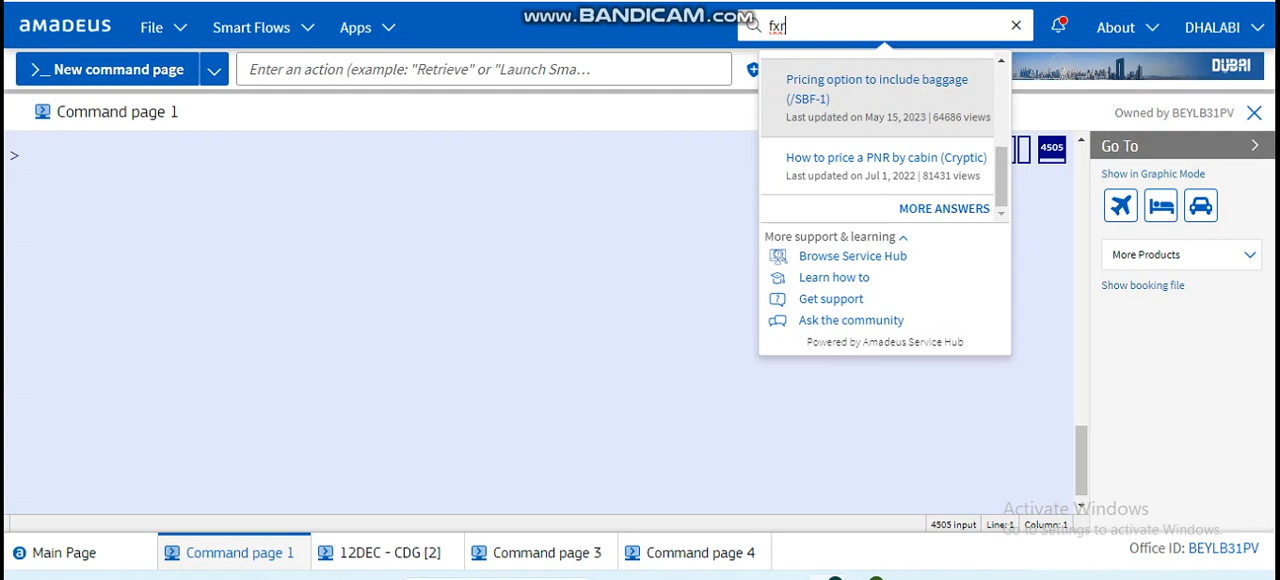 amadeus
File
Smart Flows
Apps
www.BANDICAM.com
fxr
About
DHALABI
>_ New command page
Enter an action (example: "Retrieve" or "Launch Sma...
DUBAI
Pricing option to include baggage
(/SBF-1)
Last updated on May 15, 2023 | 64686 views
How to price a PNR by cabin (Cryptic)
Last updated on Jul 1, 2022 | 81431 views
MORE ANSWERS
More support & learning
Browse Service Hub
Learn how to
Get support
Ask the community
Powered by Amadeus Service Hub
Command page 1
Owned by BEYLB31PV
>
4505
Go To
Show in Graphic Mode
More Products
Show booking file
Activate Windows
Go to Settings to activate Windows.
4505 input
Line: 1
Column: 1
Main Page
Command page 1
12DEC - CDG [2]
Command page 3
Command page 4
Office ID: BEYLB31PV